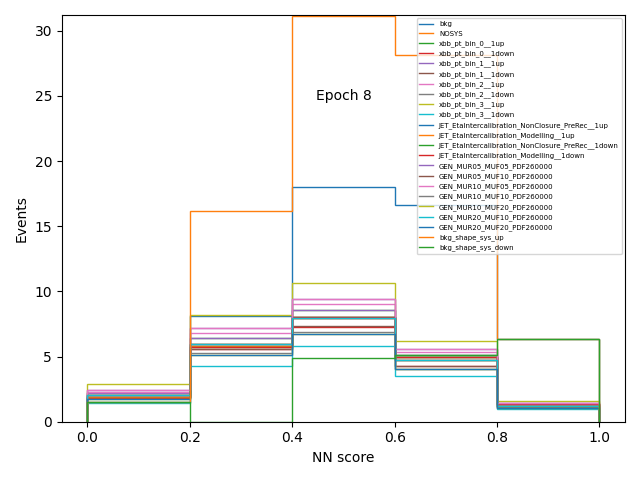 30
25
20
15
10
5
0
Events
Epoch 8
bkg
NOSYS
xbb_pt_bin_0__1up
xbb_pt_bin_0__1down
xbb_pt_bin_1__1up
xbb_pt_bin_1__1down
xbb_pt_bin_2__1up
xbb_pt_bin_2__1down
xbb_pt_bin_3__1up
xbb_pt_bin_3__1down
JET_EtaIntercalibration_NonClosure_PreRec__1up
JET_EtaIntercalibration_Modelling__1up
JET_EtaIntercalibration_NonClosure_PreRec__1down
JET_EtaIntercalibration_Modelling__1down
GEN_MUR05_MUF05_PDF260000
GEN_MUR05_MUF10_PDF260000
GEN_MUR10_MUF05_PDF260000
GEN_MUR10_MUF10_PDF260000
GEN_MUR10_MUF20_PDF260000
GEN_MUR20_MUF10_PDF260000
GEN_MUR20_MUF20_PDF260000
bkg_shape_sys_up
bkg_shape_sys_down
0.0 0.2 0.4 0.6 0.8 1.0
NN score